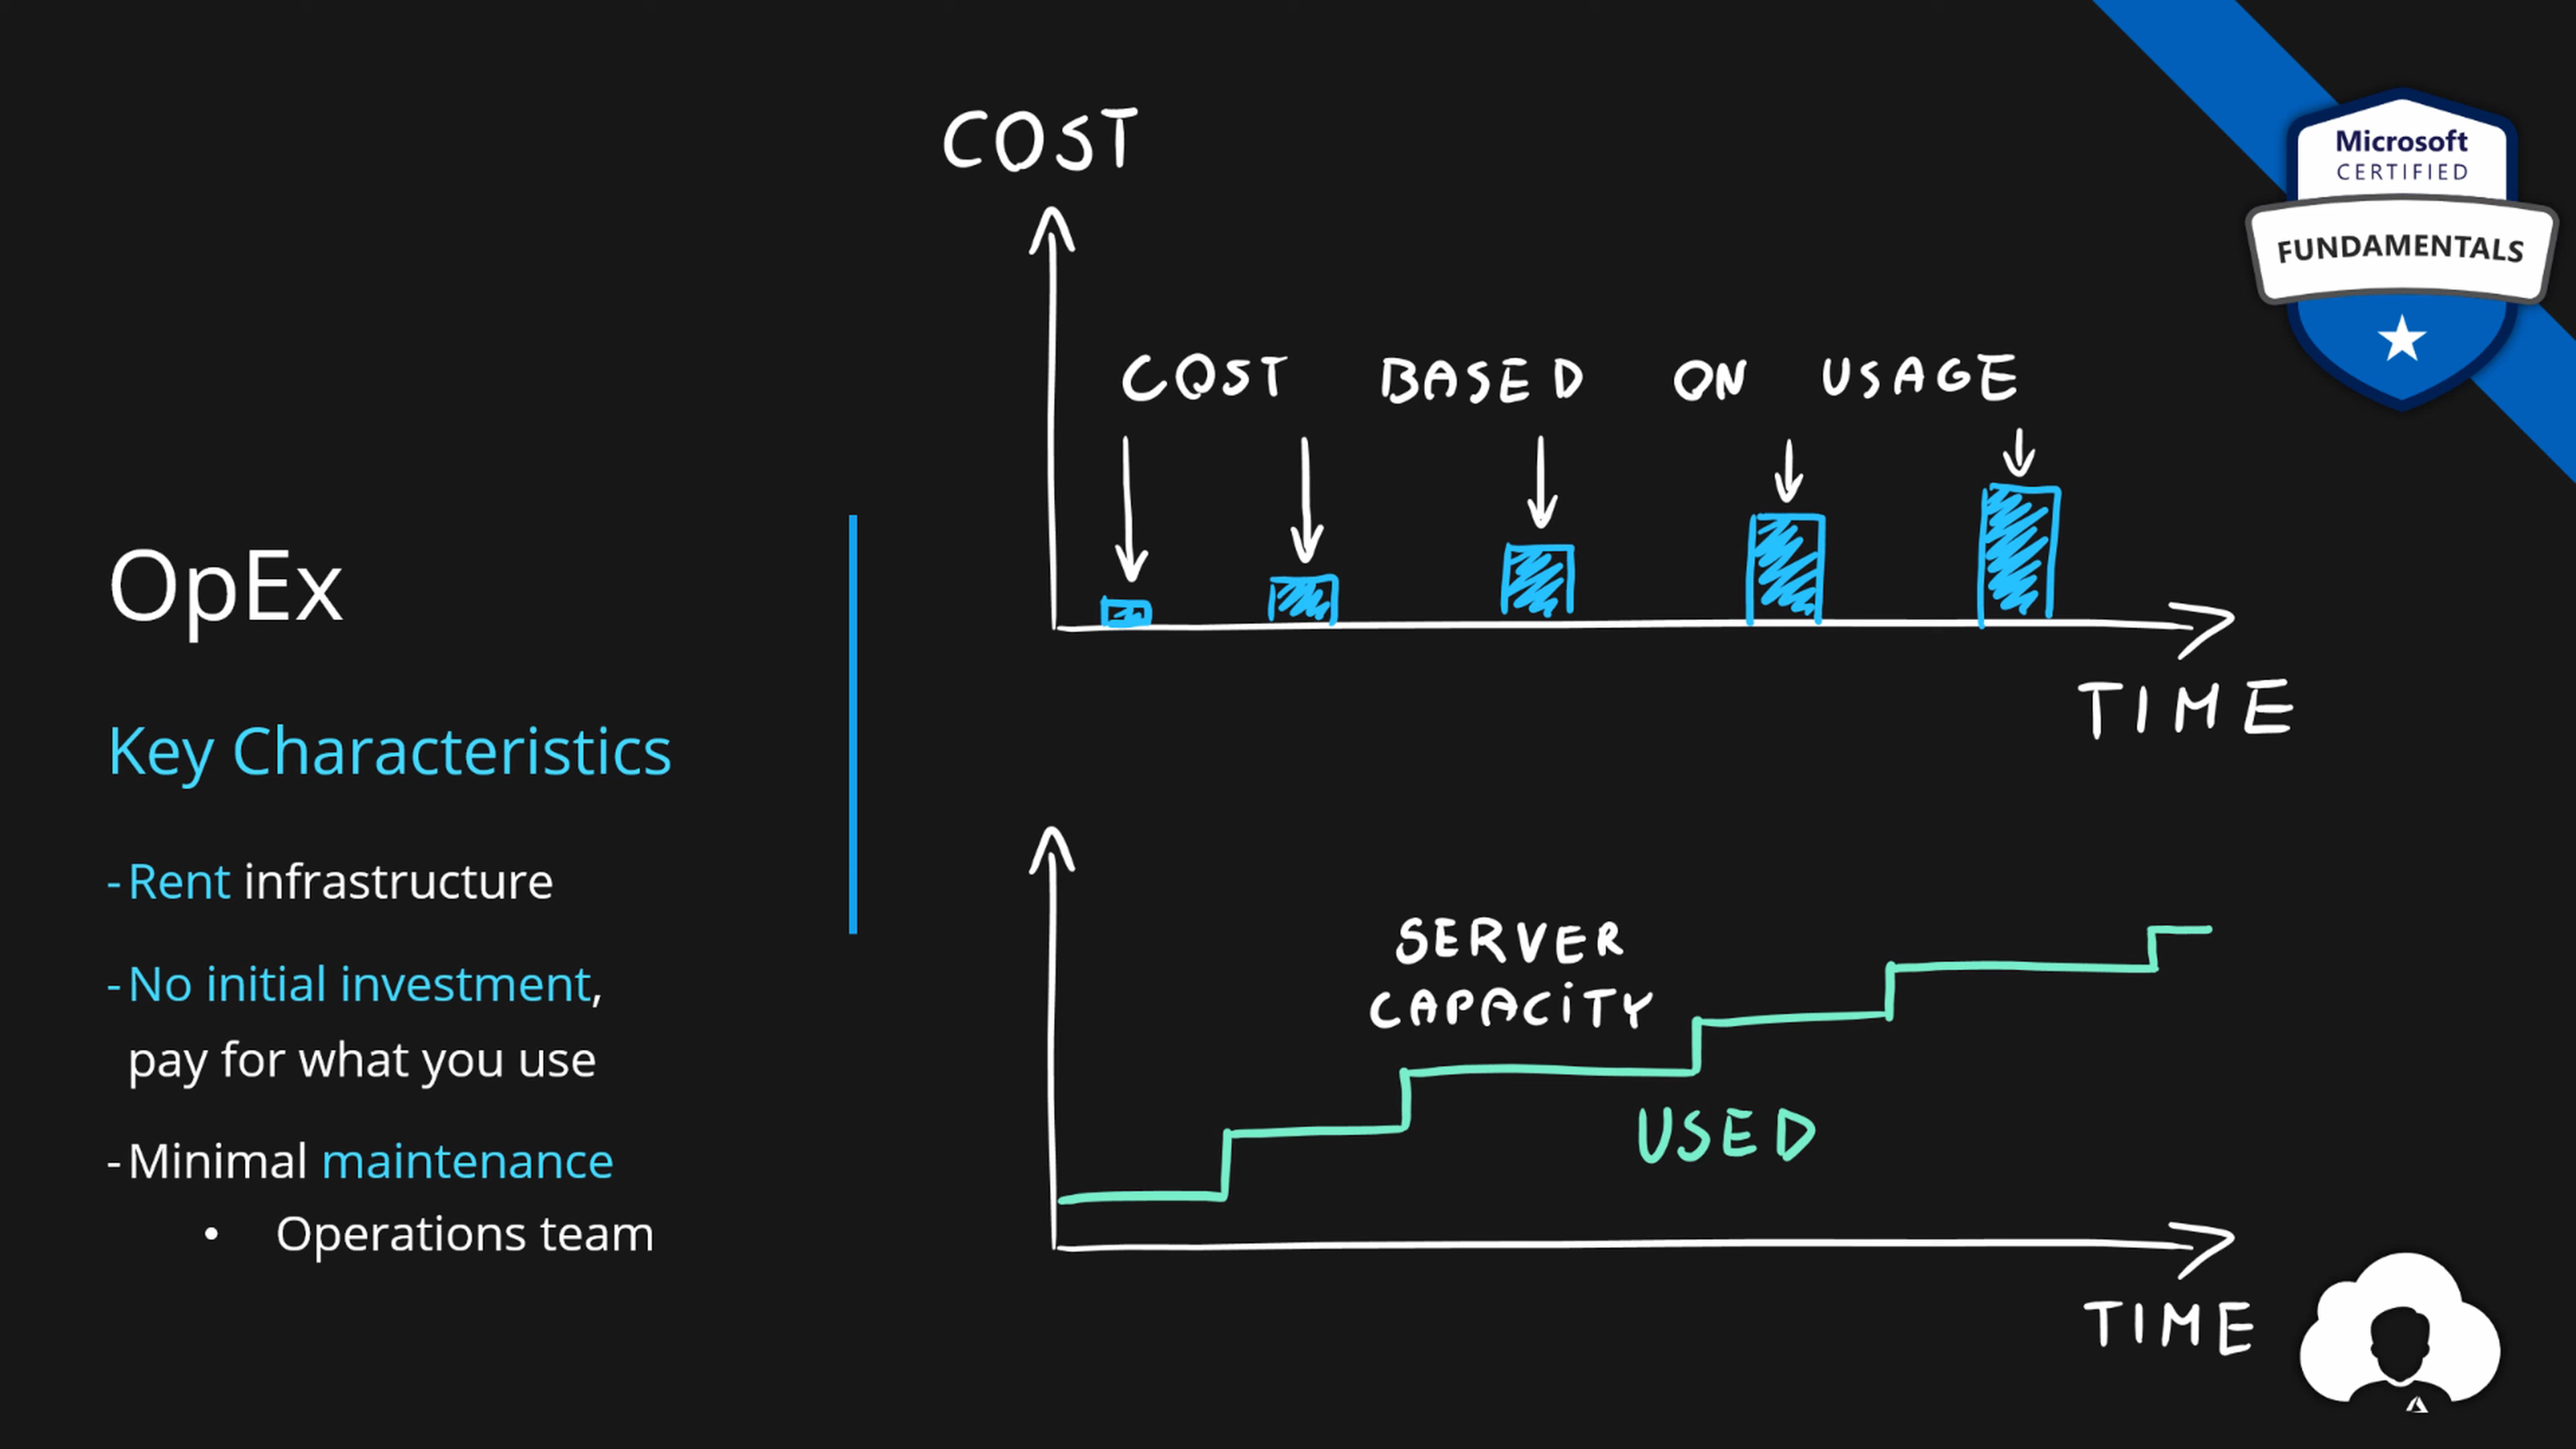 OpEx
Key Characteristics
- Rent infrastructure
- No initial investment,
pay for what you use
- Minimal maintenance
• Operations team
COST
COST BASED ON USAGE
TIME
SERVER
CAPACiTY
USED
TIME
Microsoft
CERTIFIED
FUNDAMENTALS